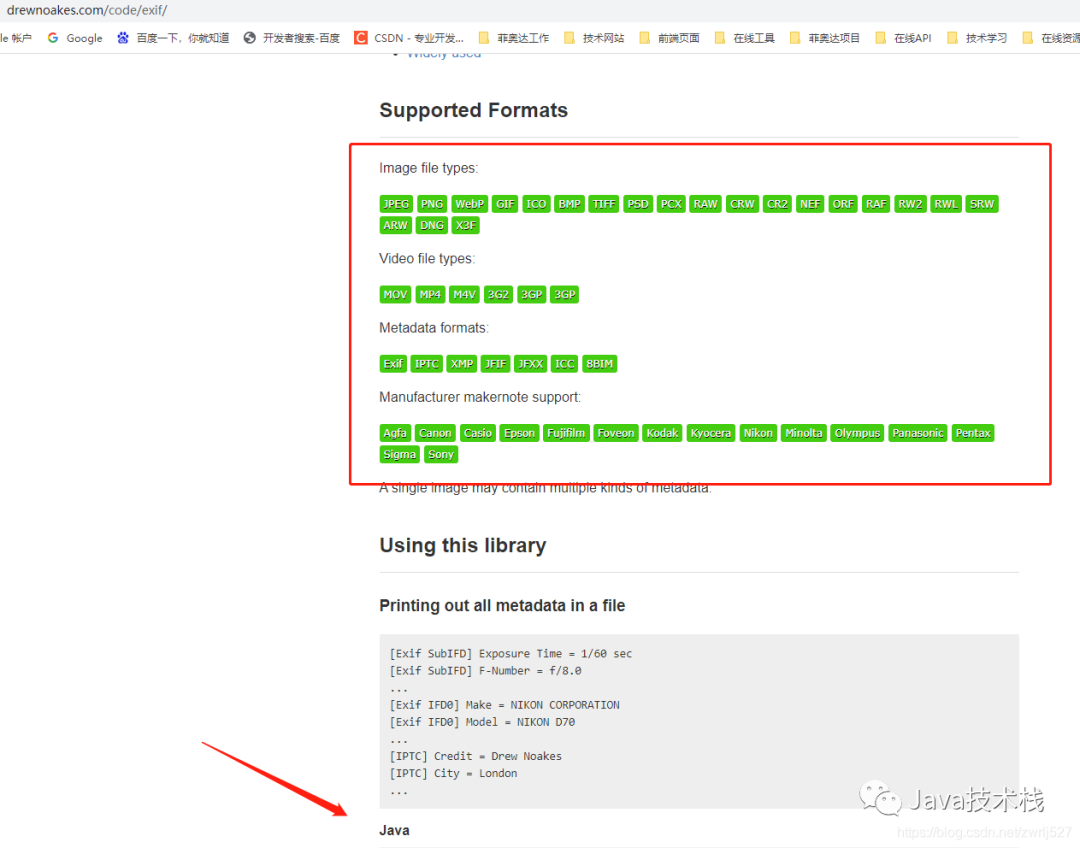 drewnoakes.com/code/exif/
le 帐户 Google 百度一下，你就知道 开发者搜索-百度 CSDN - 专业开发... 菲奥达工作 技术网站 前端页面 在线工具 菲奥达项目 在线API 技术学习 在线资源
Widely used
Supported Formats
Image file types:
JPEG PNG WebP GIF ICO BMP TIFF PSD PCX RAW CRW CR2 NEF ORF RAF RW2 RWL SRW
ARW DNG X3F
Video file types:
MOV MP4 M4V 3G2 3GP 3GP
Metadata formats:
Exif IPTC XMP JFIF JFXX ICC 8BIM
Manufacturer makernote support:
Agfa Canon Casio Epson Fujifilm Foveon Kodak Kyocera Nikon Minolta Olympus Panasonic Pentax
Sigma Sony
A single image may contain multiple kinds of metadata.
Using this library
Printing out all metadata in a file
[Exif SubIFD] Exposure Time = 1/60 sec
[Exif SubIFD] F-Number = f/8.0
...
[Exif IFD0] Make = NIKON CORPORATION
[Exif IFD0] Model = NIKON D70
...
[IPTC] Credit = Drew Noakes
[IPTC] City = London
...
Java技术栈
Java
https://blog.csdn.net/zwrlj527